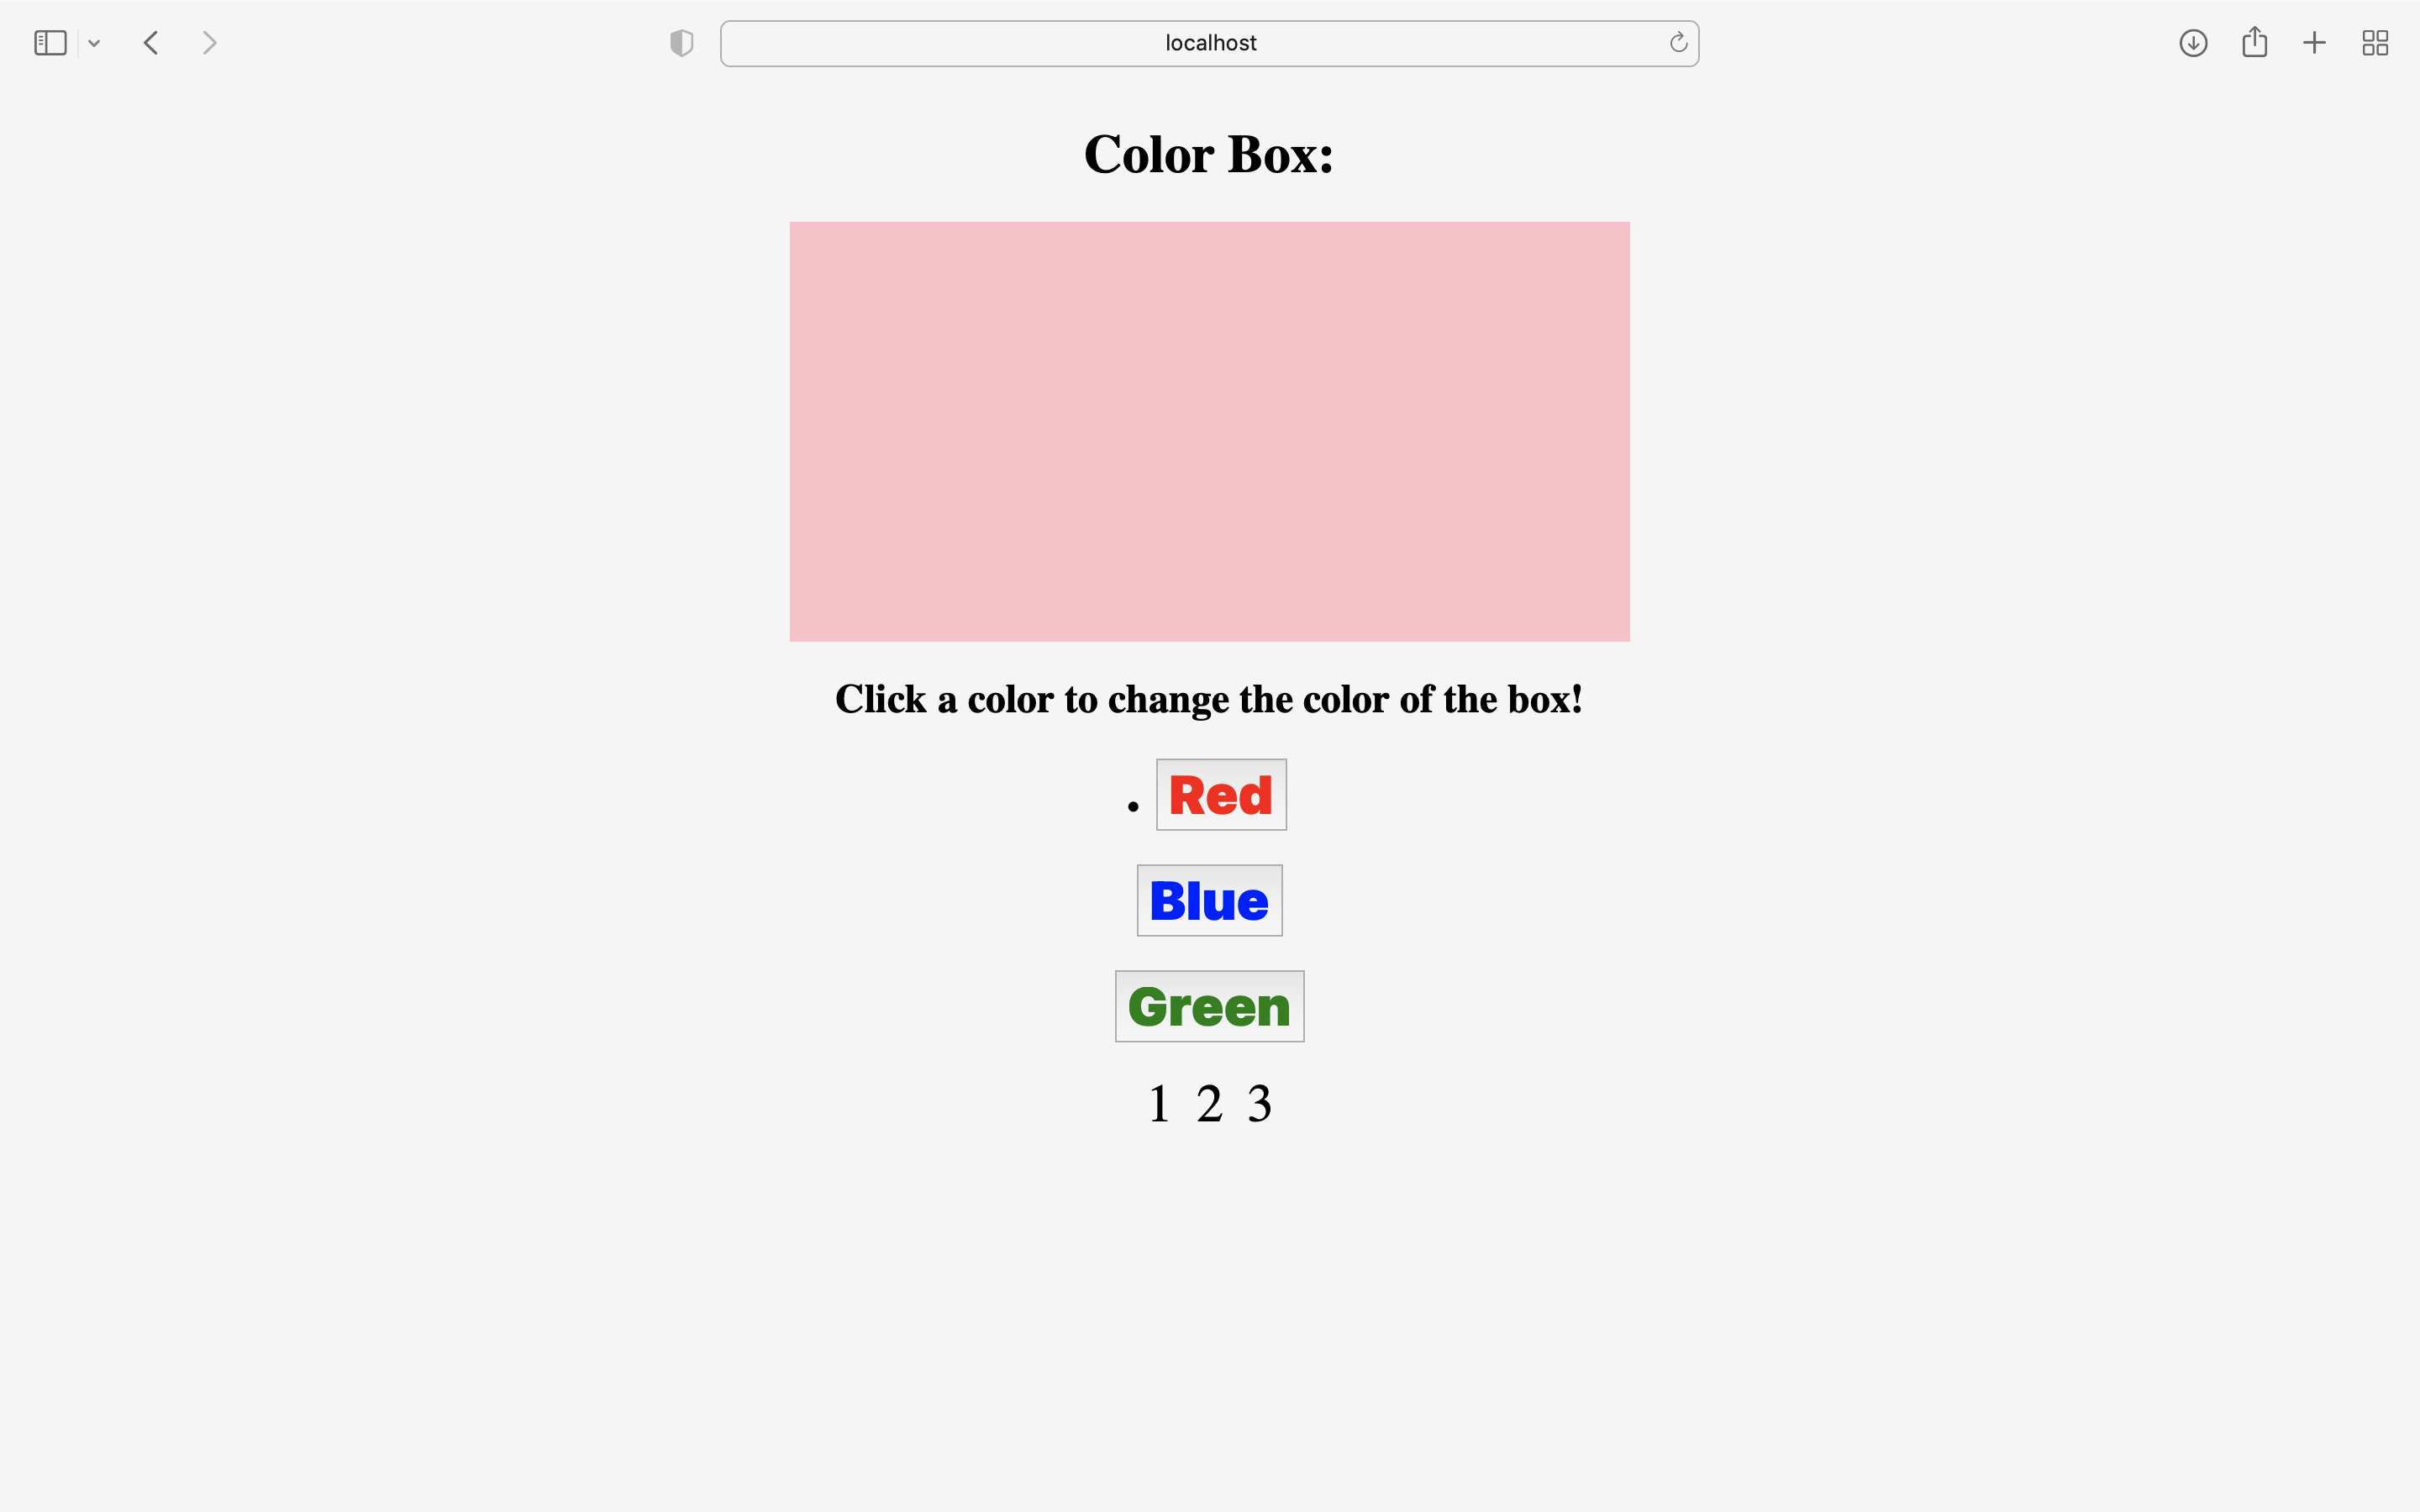 localhost
Color Box:
Click a color to change the color of the box!
• Red
Blue
Green
1 2 3